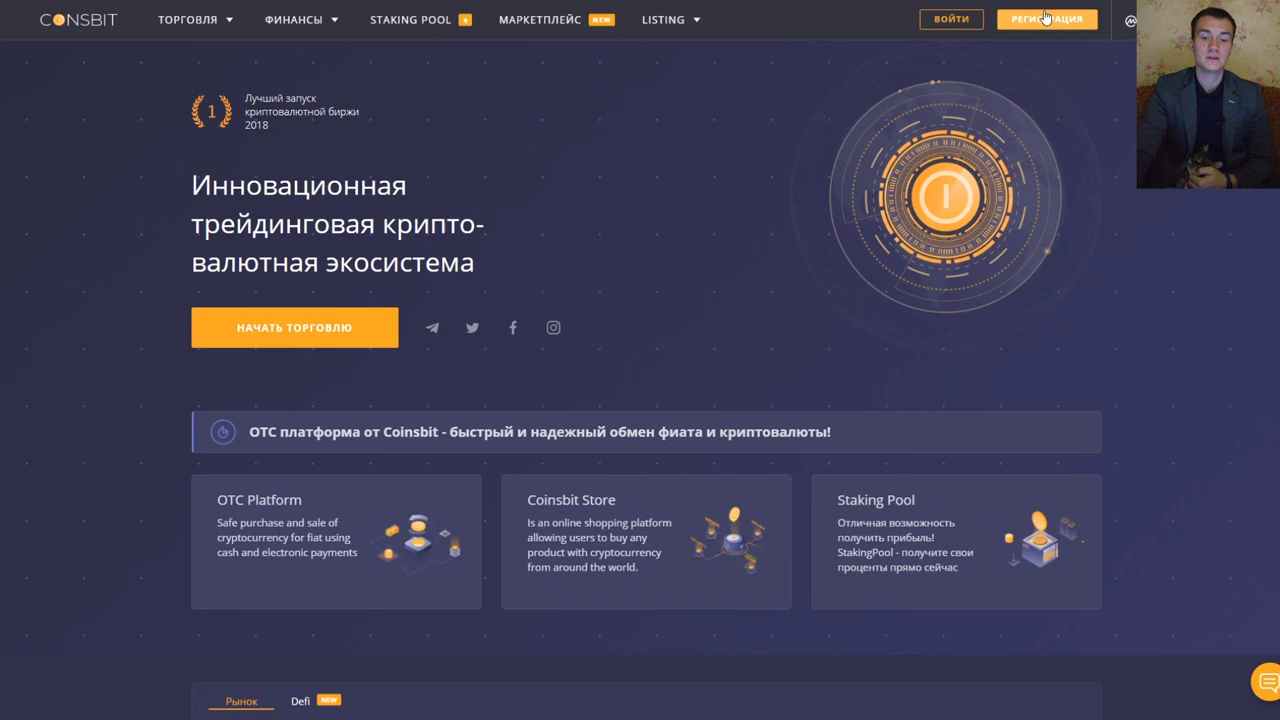 COINSBIT
ТОРГОВЛЯ
ФИНАНСЫ
STAKING POOL
МАРКЕТПЛЕЙС NEW
LISTING
ВОЙТИ
РЕГИСТРАЦИЯ
1
Лучший запуск
криптовалютной биржи
2018
Инновационная
трейдинговая крипто-
валютная экосистема
НАЧАТЬ ТОРГОВЛЮ
ОТС платформа от Coinsbit - быстрый и надежный обмен фиата и криптовалюты!
OTC Platform
Safe purchase and sale of
cryptocurrency for fiat using
cash and electronic payments
Coinsbit Store
Is an online shopping platform
allowing users to buy any
product with cryptocurrency
from around the world.
Staking Pool
Отличная возможность
получить прибыль!
StakingPool - получите свои
проценты прямо сейчас
Рынок
Defi NEW